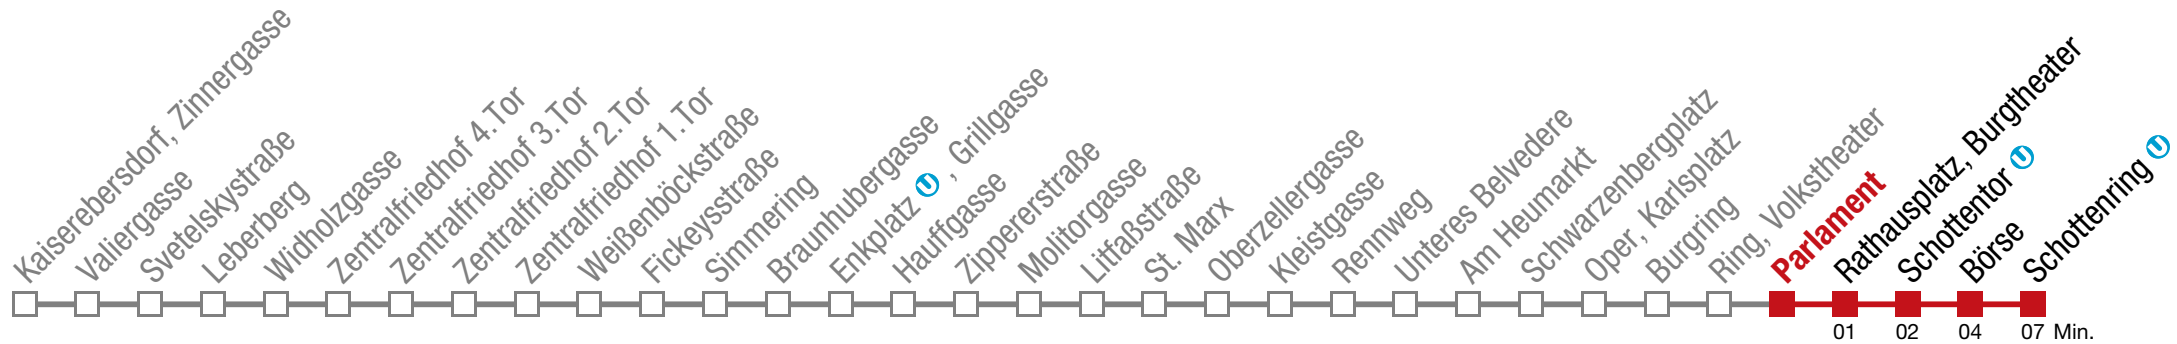 Kaiserebersdorf, Zinnergasse
Valiergasse
Svetelskystraße
Leberberg
Widholzgasse
Zentralfriedhof 4.Tor
Zentralfriedhof 3.Tor
Zentralfriedhof 2.Tor
Zentralfriedhof 1.Tor
Weißenböckstraße
Fickeysstraße
Simmering
Braunhubergasse
Enkplatz U, Grillgasse
Hauffgasse
Zippererstraße
Molitorgasse
Litfaßstraße
St. Marx
Oberzellergasse
Kleistgasse
Rennweg
Unteres Belvedere
Am Heumarkt
Schwarzenbergplatz
Oper, Karlsplatz
Burgring
Ring, Volkstheater
Parlament
Rathausplatz, Burgtheater
Schottentor U
Börse
Schottenring U
01 02 04 07 Min.